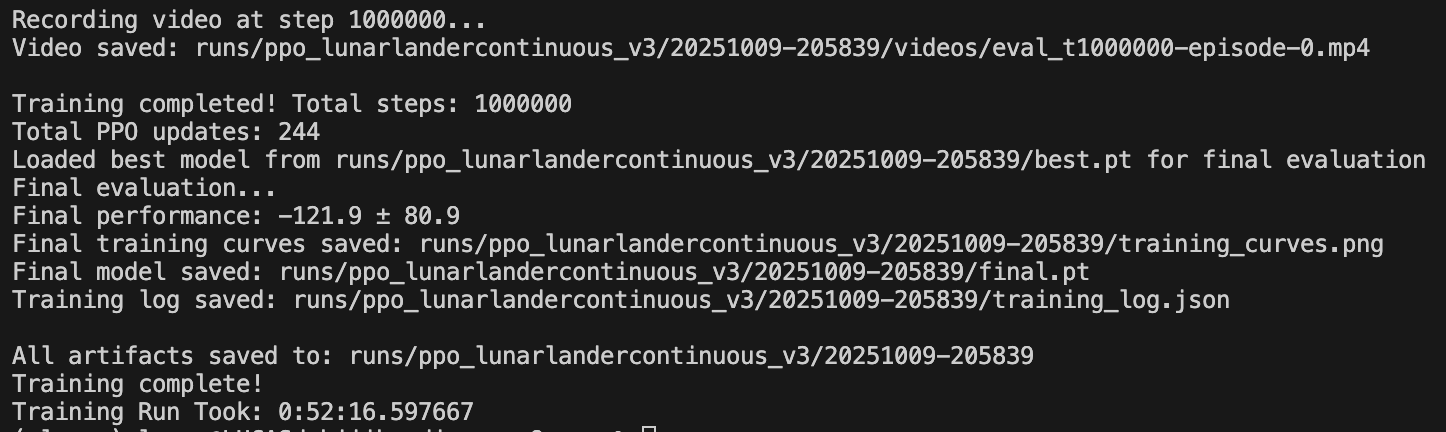 Recording video at step 1000000...
Video saved: runs/ppo_lunarlandercontinuous_v3/20251009-205839/videos/eval_t1000000-episode-0.mp4
Training completed! Total steps: 1000000
Total PPO updates: 244
Loaded best model from runs/ppo_lunarlandercontinuous_v3/20251009-205839/best.pt for final evaluation
Final evaluation...
Final performance: -121.9 ± 80.9
Final training curves saved: runs/ppo_lunarlandercontinuous_v3/20251009-205839/training_curves.png
Final model saved: runs/ppo_lunarlandercontinuous_v3/20251009-205839/final.pt
Training log saved: runs/ppo_lunarlandercontinuous_v3/20251009-205839/training_log.json
All artifacts saved to: runs/ppo_lunarlandercontinuous_v3/20251009-205839
Training complete!
Training Run Took: 0:52:16.597667